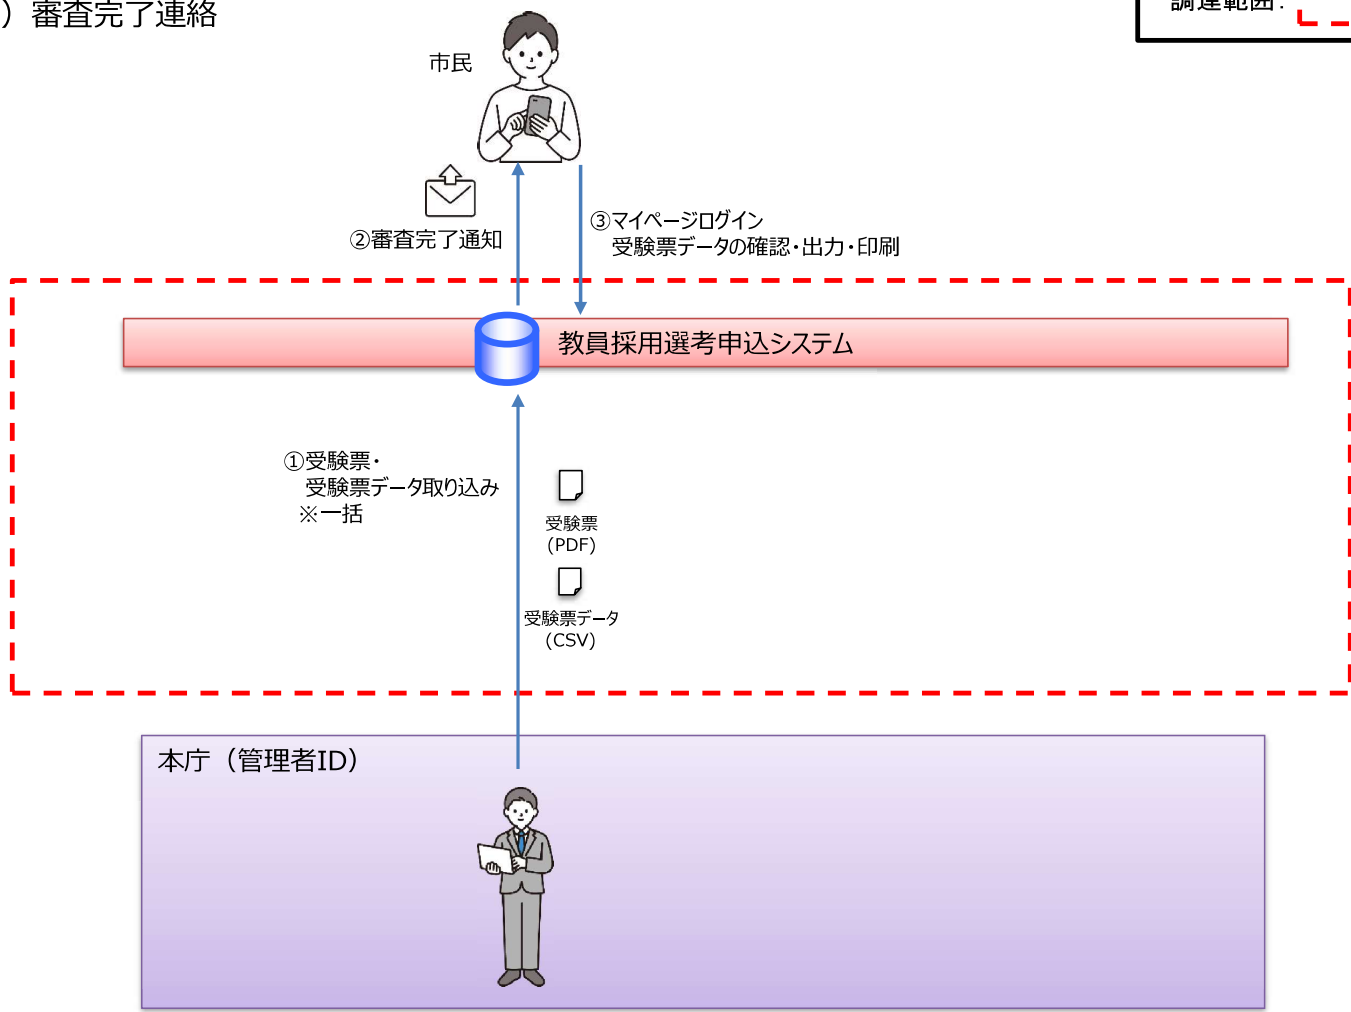 ）審査完了連絡
調達範囲：
市民
②審査完了通知
③マイページログイン
受験票データの確認・出力・印刷
教員採用選考申込システム
①受験票・
受験票データ取り込み
※一括
受験票
(PDF)
受験票データ
(CSV)
本庁（管理者ID）